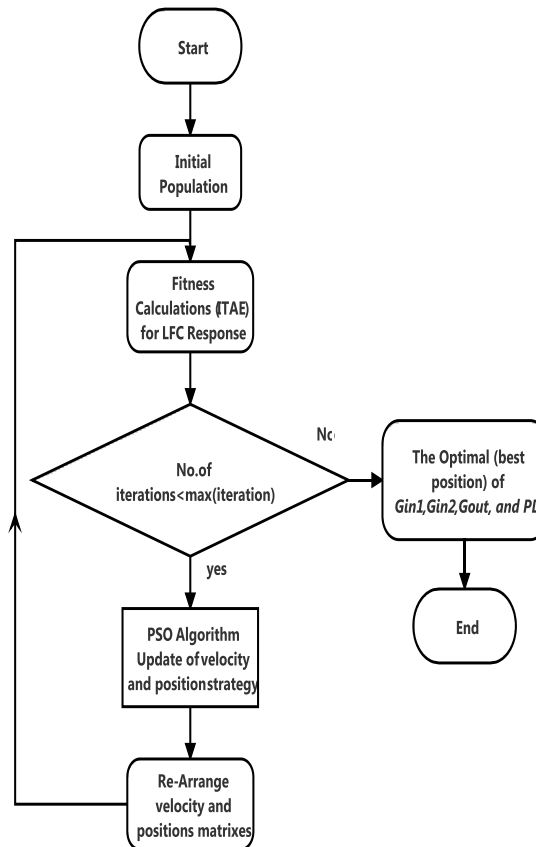 Start
Initial
Population
Fitness
Calculations (ITAE)
for LFC Response
No.of
iterations<max(iteration)
yes
PSO Algorithm
Update of velocity
and position strategy
Re-Arrange
velocity and
positions matrixes
The Optimal (best
position) of
Gin1,Gin2,Gout, and
End